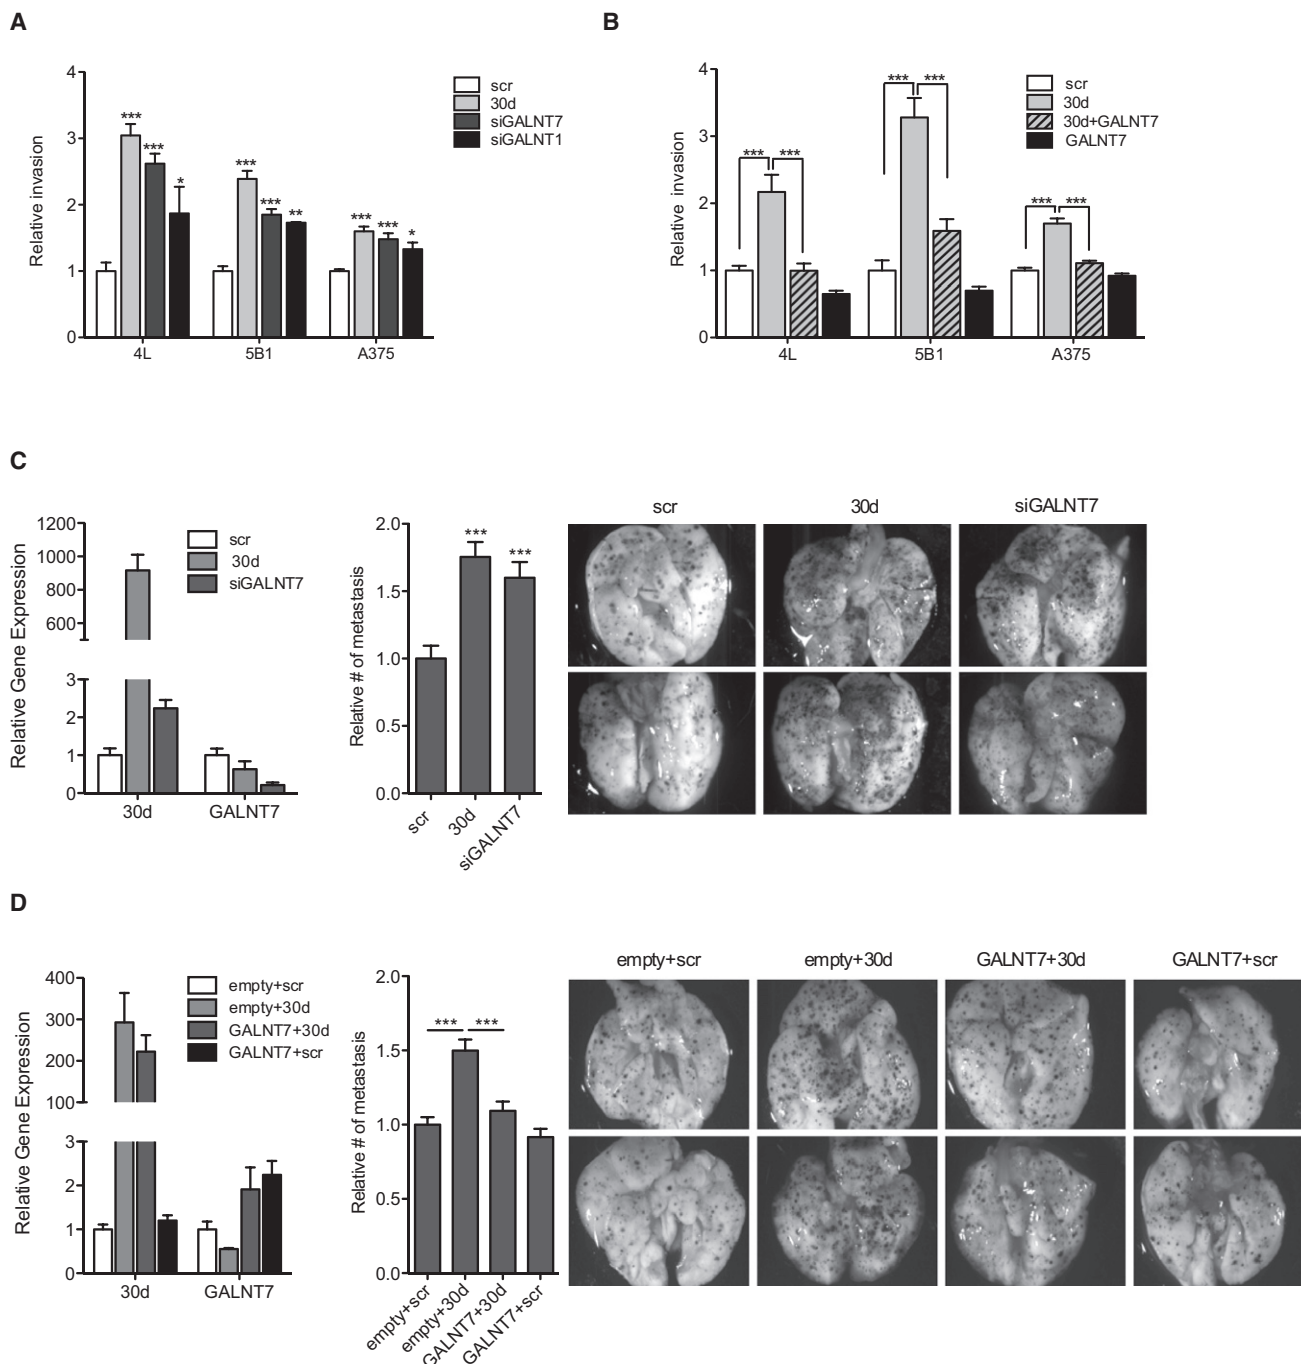 A
Relative invasion
4
3
2
1
0
***
***
*
***
***
**
***
***
*
4L
5B1
A375
scr
30d
siGALNT7
siGALNT1
B
Relative invasion
4
3
2
1
0
*** ***
*** ***
*** ***
4L
5B1
A375
scr
30d
30d+GALNT7
GALNT7
C
Relative Gene Expression
1200
1000
800
600
3
2
1
0
30d
GALNT7
scr
30d
siGALNT7
Relative # of metastasis
2.0
1.5
1.0
0.5
0.0
***
***
scr
30d
siGALNT7
scr
30d
siGALNT7
D
Relative Gene Expression
400
300
200
100
3
2
1
0
30d
GALNT7
empty+scr
empty+30d
GALNT7+30d
GALNT7+scr
Relative # of metastasis
2.0
1.5
1.0
0.5
0.0
*** ***
empty+scr
empty+30d
GALNT7+30d
GALNT7+scr
empty+scr
empty+30d
GALNT7+30d
GALNT7+scr